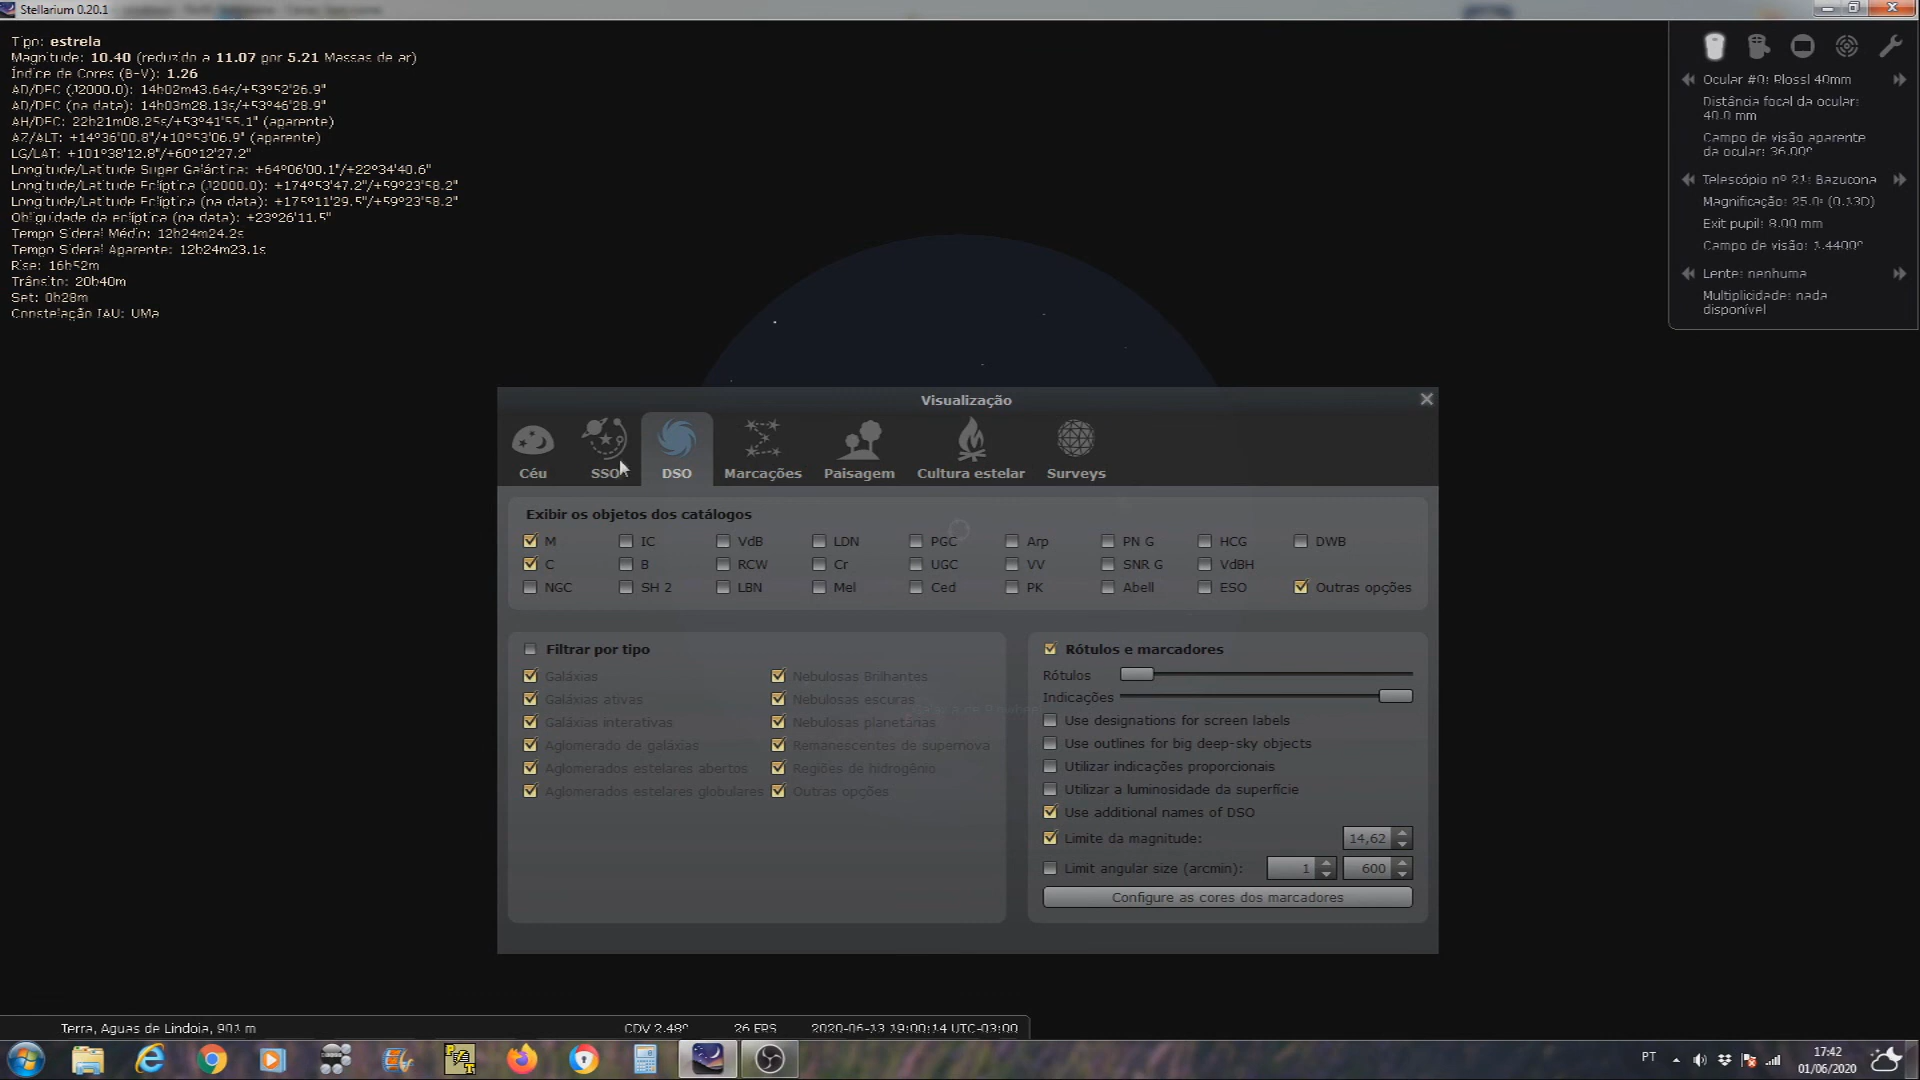 Stellarium 0.20.1
Tipo: estrela
Magnitude: 10.40 (reduzido a 11.07 por 5.21 Massas de ar)
Índice de Cores (B-V): 1.26
AD/DEC (J2000.0): 14h02m43.64s/+53°52'26.9"
AD/DEC (na data): 14h03m28.13s/+53°46'28.9"
AH/DEC: 22h21m08.25s/+53°41'55.1" (aparente)
AZ/ALT: +14°36'00.8"/+10°53'06.9" (aparente)
LG/LAT: +101°38'12.8"/+60°12'27.2"
Longitude/Latitude Super Galáctica: +64°06'00.1"/+22°34'40.6"
Longitude/Latitude Eclíptica (J2000.0): +174°53'47.2"/+59°23'58.2"
Longitude/Latitude Eclíptica (na data): +175°11'29.5"/+59°23'58.2"
Obliquidade da eclíptica (na data): +23°26'11.5"
Tempo Sideral Médio: 12h24m24.2s
Tempo Sideral Aparente: 12h24m23.1s
Rise: 16h52m
Trânsito: 20h40m
Set: 0h28m
Constelação IAU: UMa
Ocular #0: Plossl 40mm
Distância focal da ocular:
40.0 mm
Campo de visão aparente
da ocular: 36.00°
Telescópio nº 21: Bazucona
Magnificação: 25.0× (0.13D)
Exit pupil: 8.00 mm
Campo de visão: 1.4400°
Lente: nenhuma
Multiplicidade: nada
disponível
Visualização
Céu SSO DSO Marcações Paisagem Cultura estelar Surveys
Exibir os objetos dos catálogos
M IC VdB LDN PGC Arp PN G HCG DWB
C B RCW Cr UGC VV SNR G VdBH
NGC SH 2 LBN Mel Ced PK Abell ESO Outras opções
Filtrar por tipo
Galáxias Nebulosas Brilhantes
Galáxias ativas Nebulosas escuras
Galáxias interativas Nebulosas planetárias
Aglomerado de galáxias Remanescentes de supernova
Aglomerados estelares abertos Regiões de hidrogênio
Aglomerados estelares globulares Outras opções
Rótulos e marcadores
Rótulos
Indicações
Use designations for screen labels
Use outlines for big deep-sky objects
Utilizar indicações proporcionais
Utilizar a luminosidade da superfície
Use additional names of DSO
Limite da magnitude: 14,62
Limit angular size (arcmin): 1 600
Configure as cores dos marcadores
Terra, Aguas de Lindoia, 901 m CDV 2.48° 26 FPS 2020-06-13 19:00:14 UTC-03:00
PT 17:42
01/06/2020